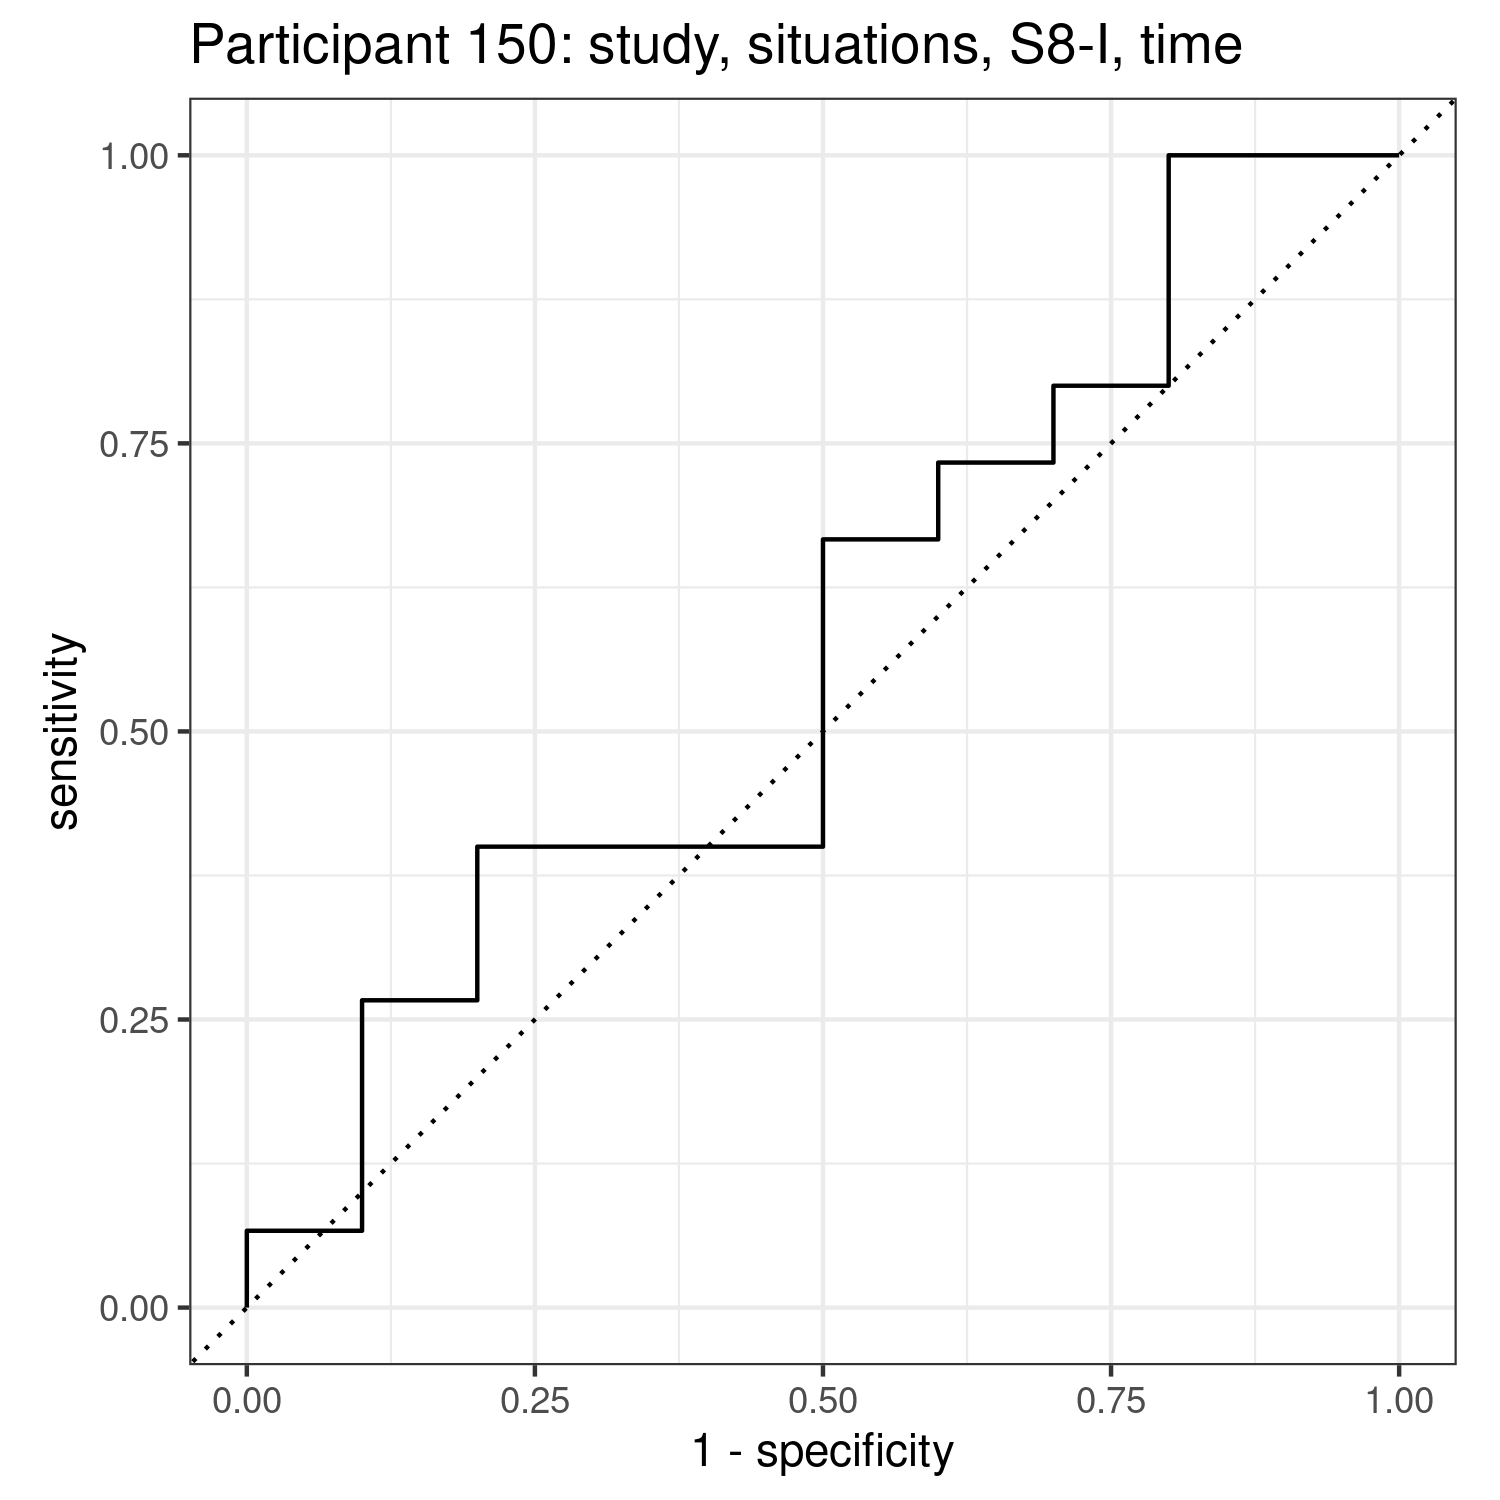 Participant 150: study, situations, S8-I, time
sensitivity
1.00
0.75
0.50
0.25
0.00
0.00 0.25 0.50 0.75 1.00
1 - specificity